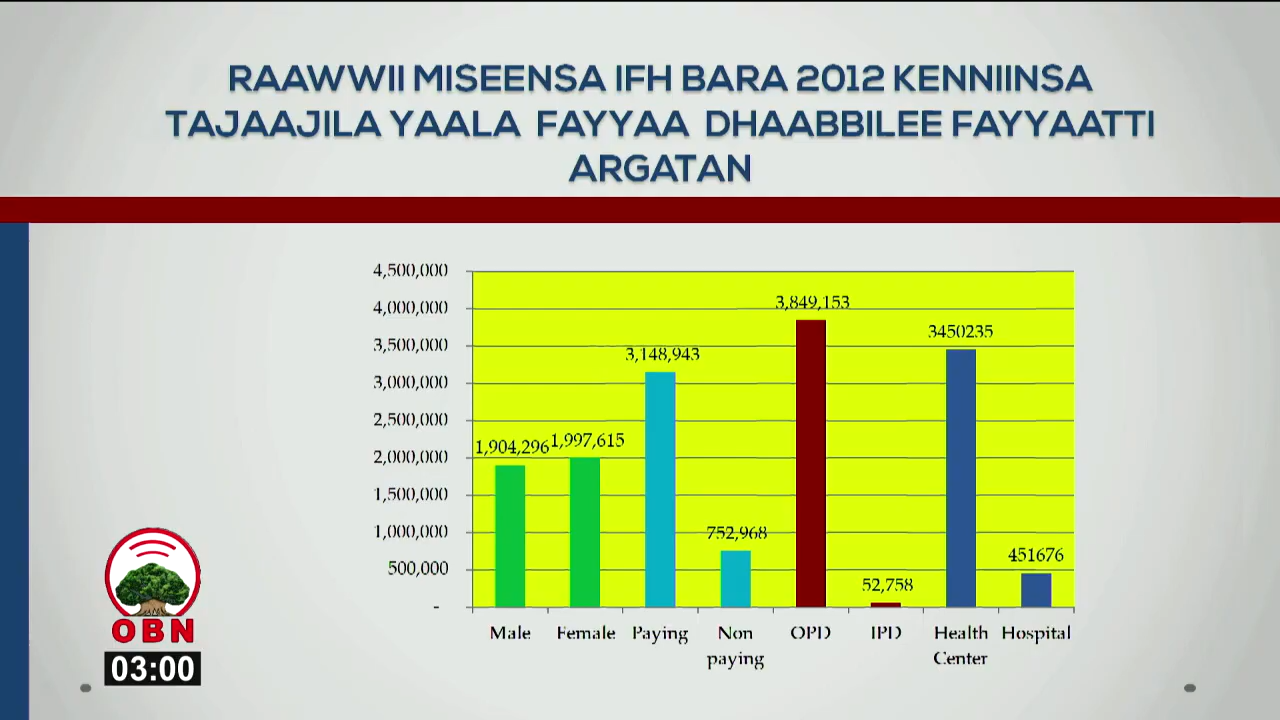 RAAWWII MISEENSA IFH BARA 2012 KENNIINSA
TAJAAJILA YAALA FAYYAA DHAABBILEE FAYYAATTI
ARGATAN
4,500,000
4,000,000
3,500,000
3,000,000
2,500,000
2,000,000
1,500,000
1,000,000
500,000
-
1,904,296
1,997,615
3,148,943
752,968
3,849,153
52,758
3450235
451676
Male
Female
Paying
Non
paying
OPD
IPD
Health
Center
Hospital
OBN
03:00